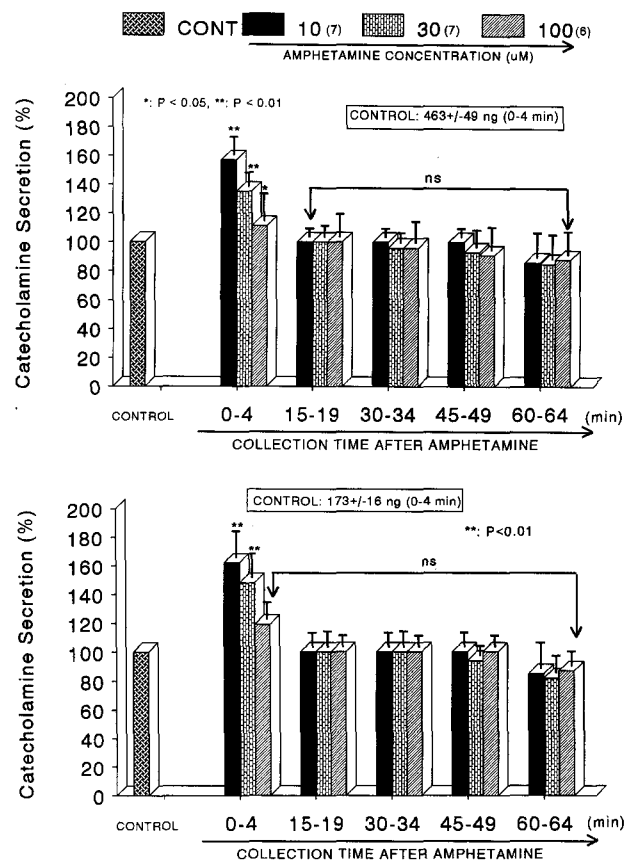 CONT 10 (7) 30 (7) 100 (6)
AMPHETAMINE CONCENTRATION (uM)
Catecholamine Secretion (%)
200
180
160
140
120
100
80
60
40
20
0
*: P < 0.05, **: P < 0.01
CONTROL: 463+/-49 ng (0-4 min)
** ** *
ns
CONTROL 0-4 15-19 30-34 45-49 60-64 (min)
COLLECTION TIME AFTER AMPHETAMINE
Catecholamine Secretion (%)
200
180
160
140
120
100
80
60
40
20
0
CONTROL: 173+/-16 ng (0-4 min)
**: P<0.01
** **
ns
CONTROL 0-4 15-19 30-34 45-49 60-64 (min)
COLLECTION TIME AFTER AMPHETAMINE